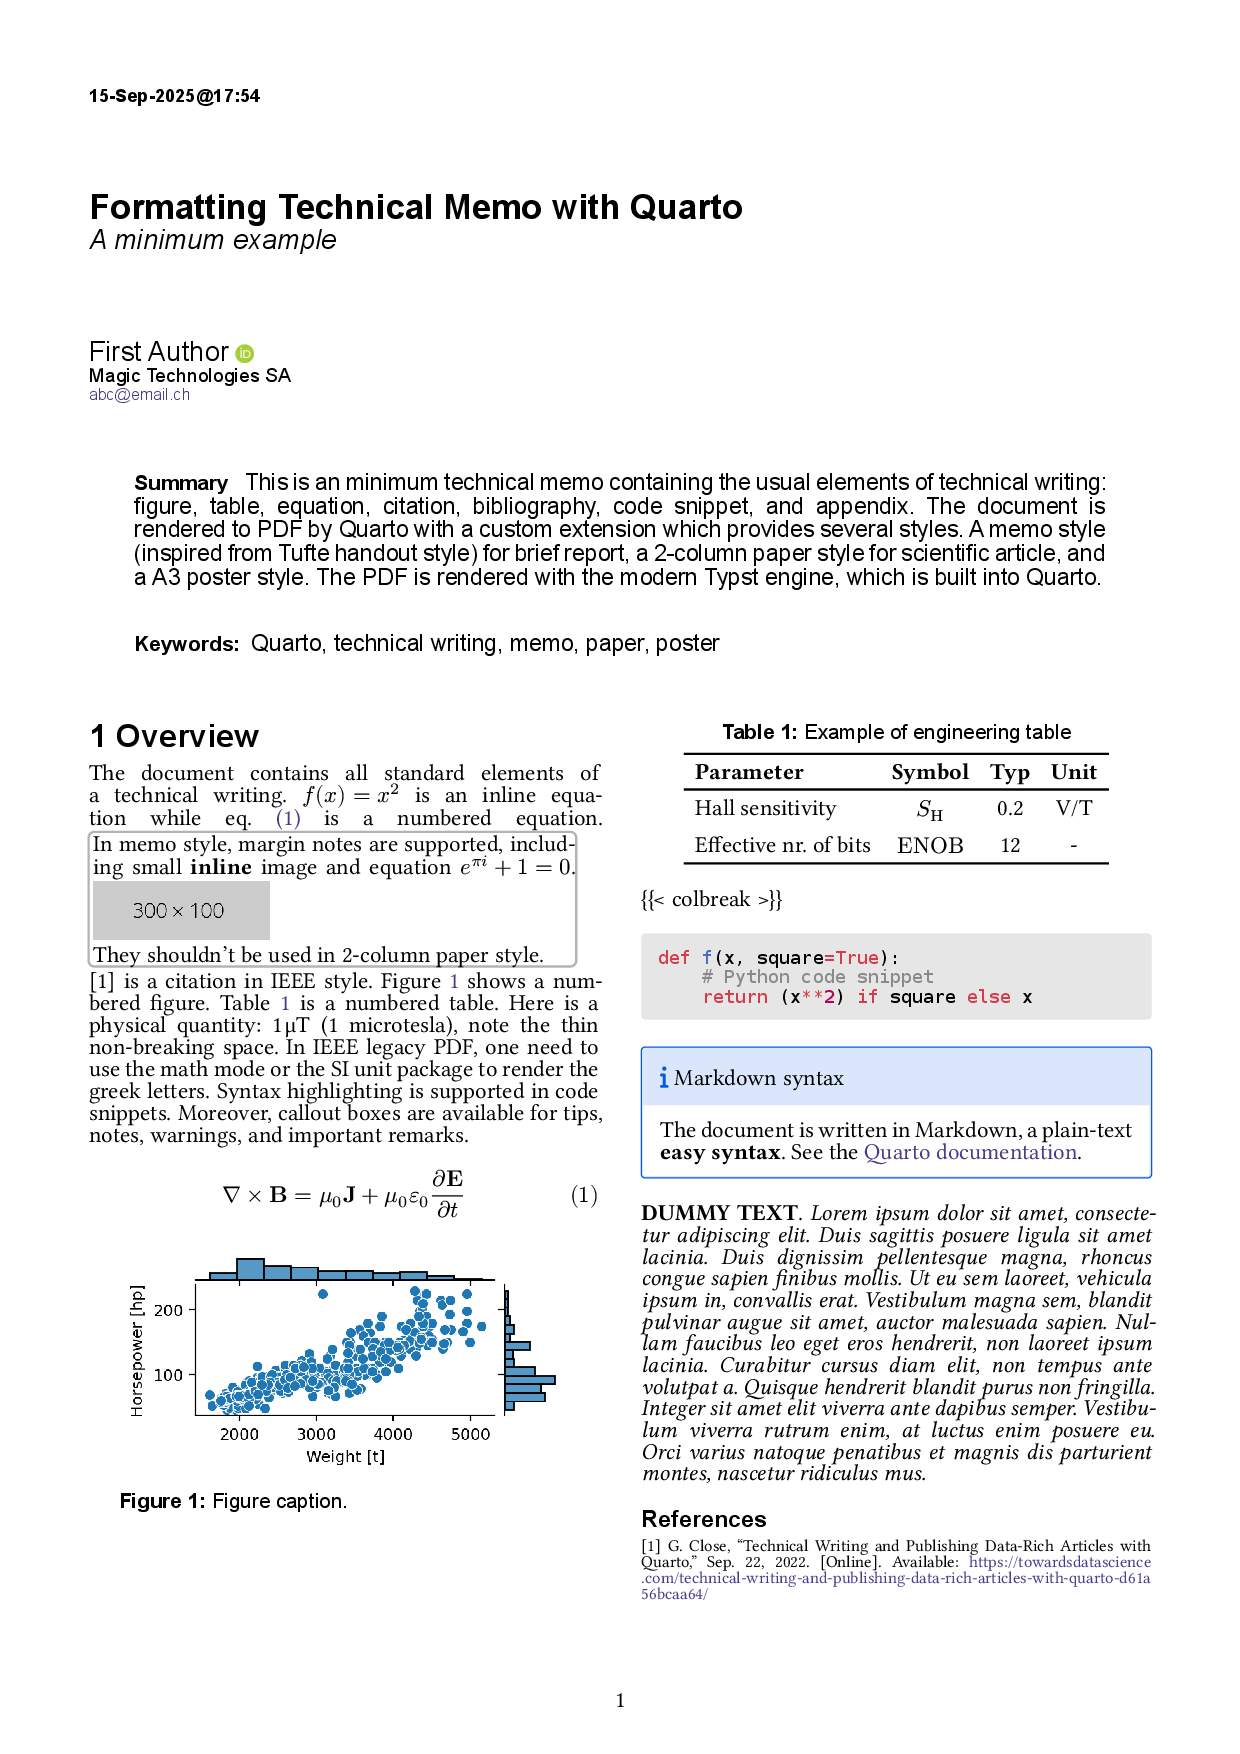 15-Sep-2025@17:54
Formatting Technical Memo with Quarto
A minimum example
First Author iD
Magic Technologies SA
abc@email.ch
Summary This is an minimum technical memo containing the usual elements of technical writing:
figure, table, equation, citation, bibliography, code snippet, and appendix. The document is
rendered to PDF by Quarto with a custom extension which provides several styles. A memo style
(inspired from Tufte handout style) for brief report, a 2-column paper style for scientific article, and
a A3 poster style. The PDF is rendered with the modern Typst engine, which is built into Quarto.
Keywords: Quarto, technical writing, memo, paper, poster
1 Overview
The document contains all standard elements of
a technical writing. f(x) = x² is an inline equa-
tion while eq. (1) is a numbered equation.
In memo style, margin notes are supported, includ-
ing small inline image and equation e^{πi} + 1 = 0.
300 × 100
They shouldn't be used in 2-column paper style.
[1] is a citation in IEEE style. Figure 1 shows a num-
bered figure. Table 1 is a numbered table. Here is a
physical quantity: 1 µT (1 microtesla), note the thin
non-breaking space. In IEEE legacy PDF, one need to
use the math mode or the SI unit package to render the
greek letters. Syntax highlighting is supported in code
snippets. Moreover, callout boxes are available for tips,
notes, warnings, and important remarks.
∇ × B = μ₀J + μ₀ε₀ ∂E/∂t (1)
Horsepower [hp]
200
100
2000 3000 4000 5000
Weight [t]
Figure 1: Figure caption.
Table 1: Example of engineering table
Parameter Symbol Typ Unit
Hall sensitivity S_H 0.2 V/T
Effective nr. of bits ENOB 12 -
{{< colbreak >}}
def f(x, square=True):
    # Python code snippet
    return (x**2) if square else x
i Markdown syntax
The document is written in Markdown, a plain-text
easy syntax. See the Quarto documentation.
DUMMY TEXT. Lorem ipsum dolor sit amet, consecte-
tur adipiscing elit. Duis sagittis posuere ligula sit amet
lacinia. Duis dignissim pellentesque magna, rhoncus
congue sapien finibus mollis. Ut eu sem laoreet, vehicula
ipsum in, convallis erat. Vestibulum magna sem, blandit
pulvinar augue sit amet, auctor malesuada sapien. Nul-
lam faucibus leo eget eros hendrerit, non laoreet ipsum
lacinia. Curabitur cursus diam elit, non tempus ante
volutpat a. Quisque hendrerit blandit purus non fringilla.
Integer sit amet elit viverra ante dapibus semper. Vestibu-
lum viverra rutrum enim, at luctus enim posuere eu.
Orci varius natoque penatibus et magnis dis parturient
montes, nascetur ridiculus mus.
References
[1] G. Close, “Technical Writing and Publishing Data-Rich Articles with
Quarto,” Sep. 22, 2022. [Online]. Available: https://towardsdatascience
.com/technical-writing-and-publishing-data-rich-articles-with-quarto-d61a
56bcaa64/
1